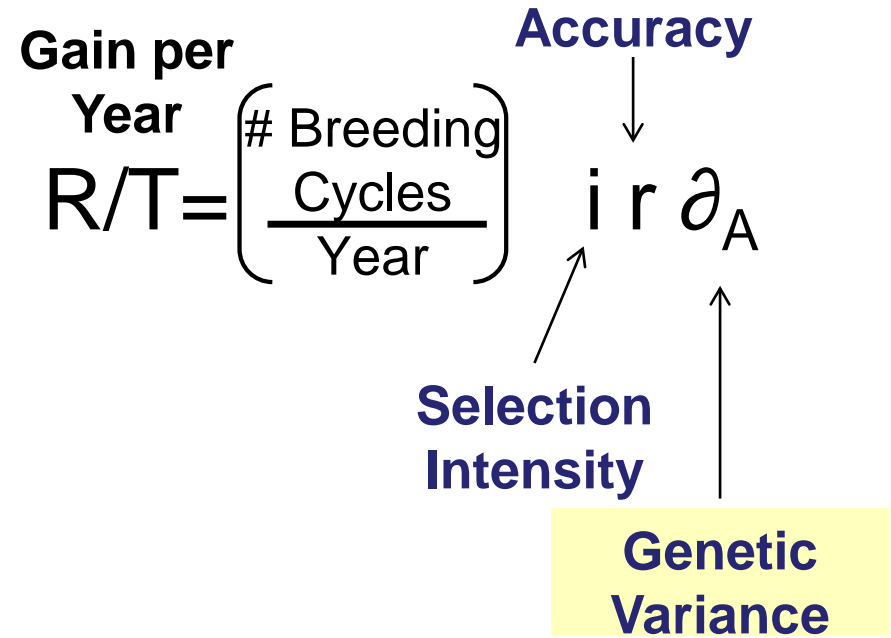 Gain per
Year
Accuracy
R/T=
# Breeding
Cycles
Year
i r ∂A
Selection
Intensity
Genetic
Variance